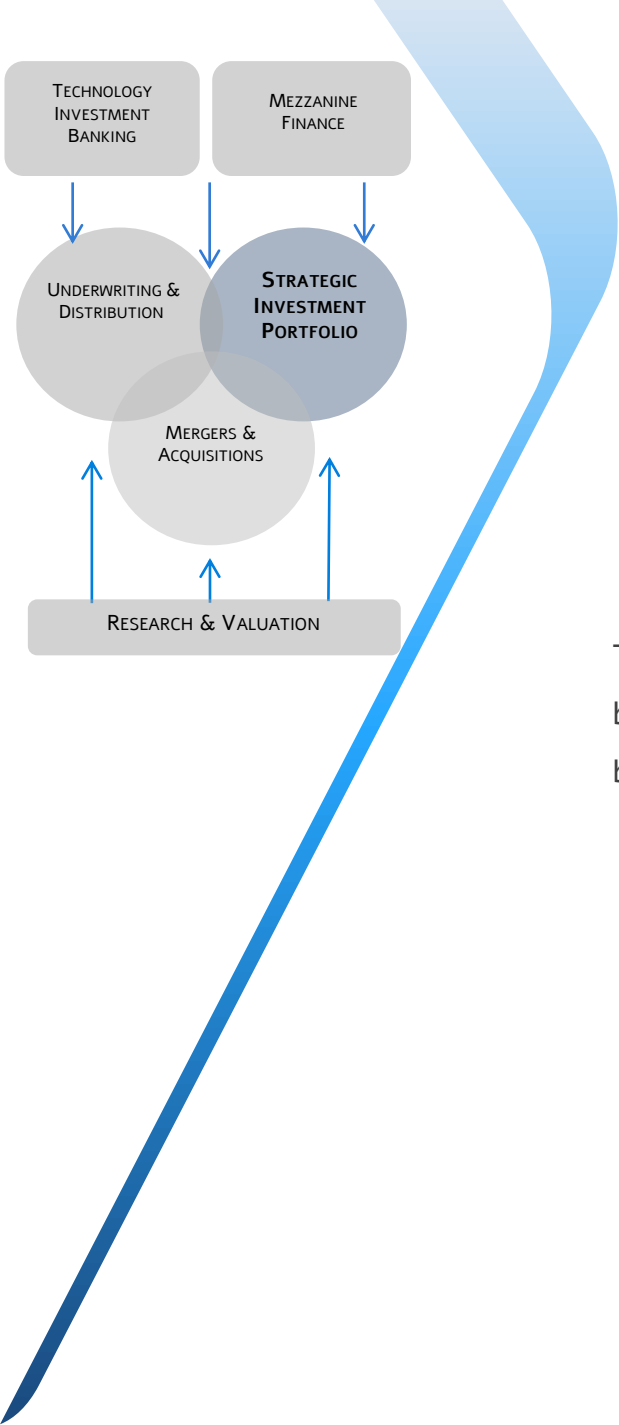 TECHNOLOGY
INVESTMENT
BANKING
MEZZANINE
FINANCE
UNDERWRITING &
DISTRIBUTION
STRATEGIC
INVESTMENT
PORTFOLIO
MERGERS &
ACQUISITIONS
RESEARCH & VALUATION